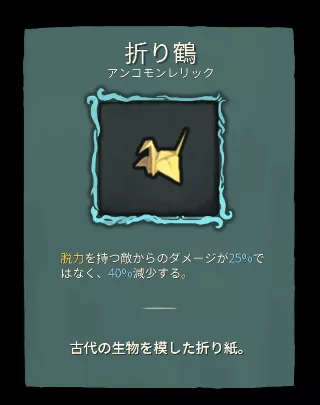 折り鶴
アンコモンレリック
脱力を持つ敵からのダメージが25%で
はなく、40%減少する。
古代の生物を模した折り紙。